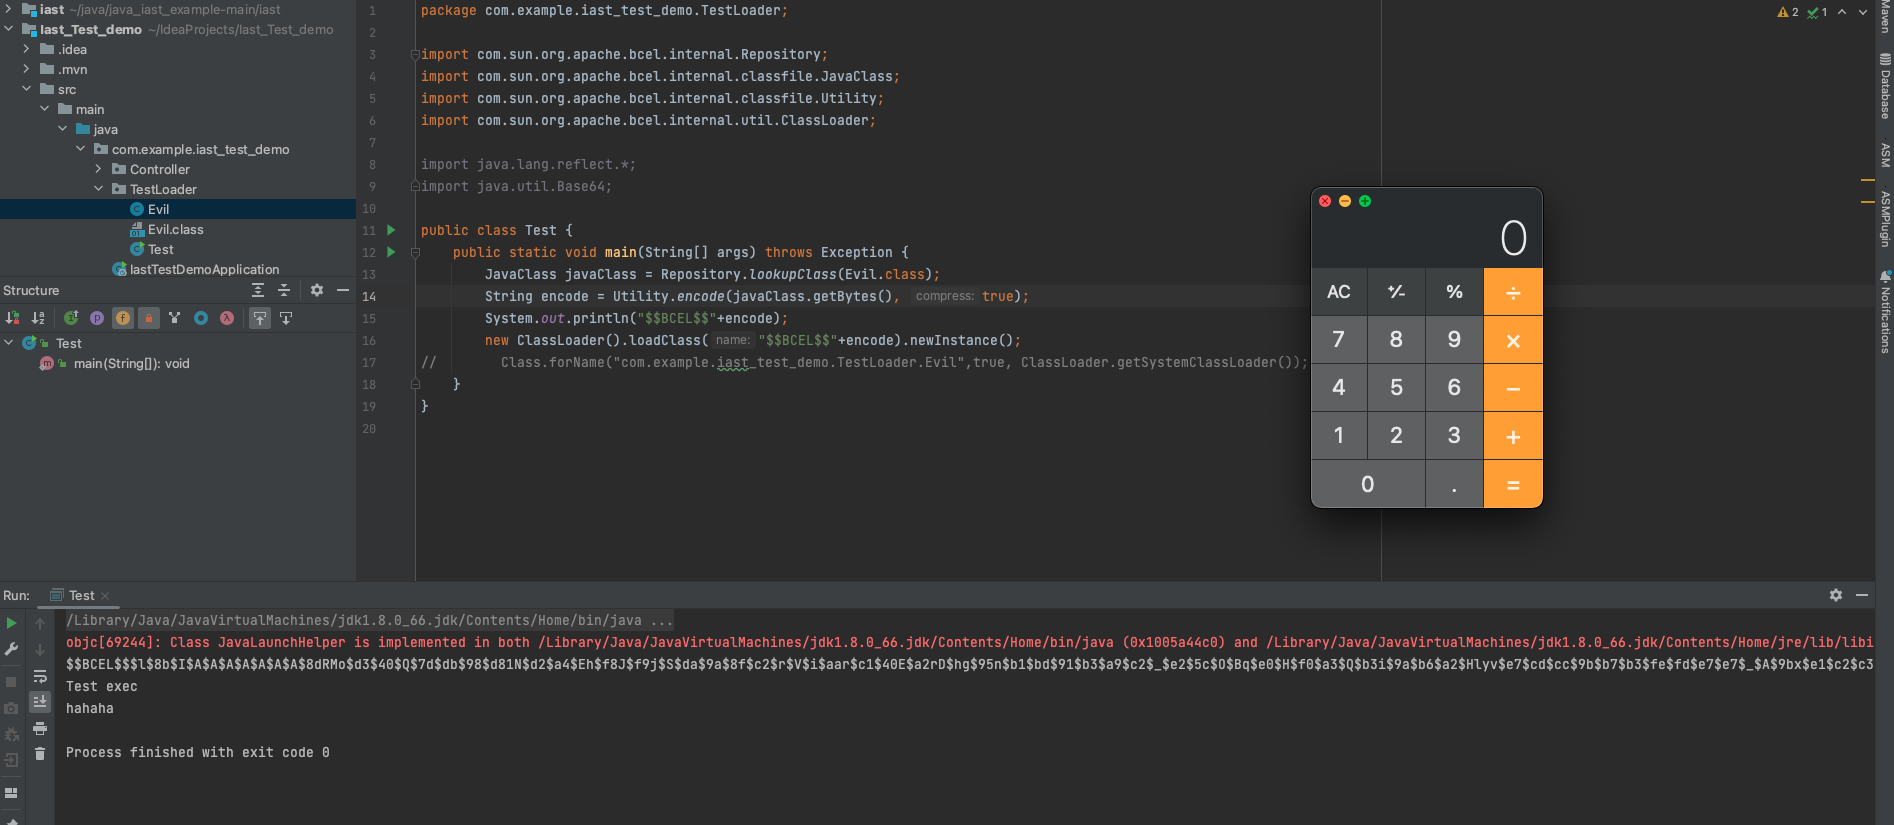 iast ~/java/java_iast_example-main/iast
Iast_Test_demo ~/IdeaProjects/Iast_Test_demo
.idea
.mvn
src
main
java
com.example.iast_test_demo
Controller
TestLoader
Evil
Evil.class
Test
IastTestDemoApplication
Structure
Test
main(String[]): void
1 package com.example.iast_test_demo.TestLoader;
2
3 import com.sun.org.apache.bcel.internal.Repository;
4 import com.sun.org.apache.bcel.internal.classfile.JavaClass;
5 import com.sun.org.apache.bcel.internal.classfile.Utility;
6 import com.sun.org.apache.bcel.internal.util.ClassLoader;
7
8 import java.lang.reflect.*;
9 import java.util.Base64;
10
11 public class Test {
12 public static void main(String[] args) throws Exception {
13 JavaClass javaClass = Repository.lookupClass(Evil.class);
14 String encode = Utility.encode(javaClass.getBytes(), compress: true);
15 System.out.println("$$BCEL$$"+encode);
16 new ClassLoader().loadClass( name: "$$BCEL$$"+encode).newInstance();
17 // Class.forName("com.example.iast_test_demo.TestLoader.Evil",true, ClassLoader.getSystemClassLoader());
18 }
19 }
20
2 1
Maven
Database
ASM
ASMPlugin
Notifications
0
AC +/- % ÷
7 8 9 ×
4 5 6 −
1 2 3 +
0 . =
Run: Test
/Library/Java/JavaVirtualMachines/jdk1.8.0_66.jdk/Contents/Home/bin/java ...
objc[69244]: Class JavaLaunchHelper is implemented in both /Library/Java/JavaVirtualMachines/jdk1.8.0_66.jdk/Contents/Home/bin/java (0x1005a44c0) and /Library/Java/JavaVirtualMachines/jdk1.8.0_66.jdk/Contents/Home/jre/lib/libi
$$BCEL$$$l$8b$I$A$A$A$A$A$A$A$8dRMo$d3$40$Q$7d$db$98$d81N$d2$a4$Eh$f8J$f9j$S$da$9a$8f$c2$r$V$i$aar$c1$40E$a2rD$hg$95n$b1$bd$91$b3$a9$c2$_$e2$5c$O$Bq$e0$H$f0$a3$Q$b3i$9a$b6$a2$Hlyv$e7$cd$cc$9b$b7$b3$fe$fd$e7$e7$_$A$9bx$e1$c2$c3
Test exec
hahaha
Process finished with exit code 0